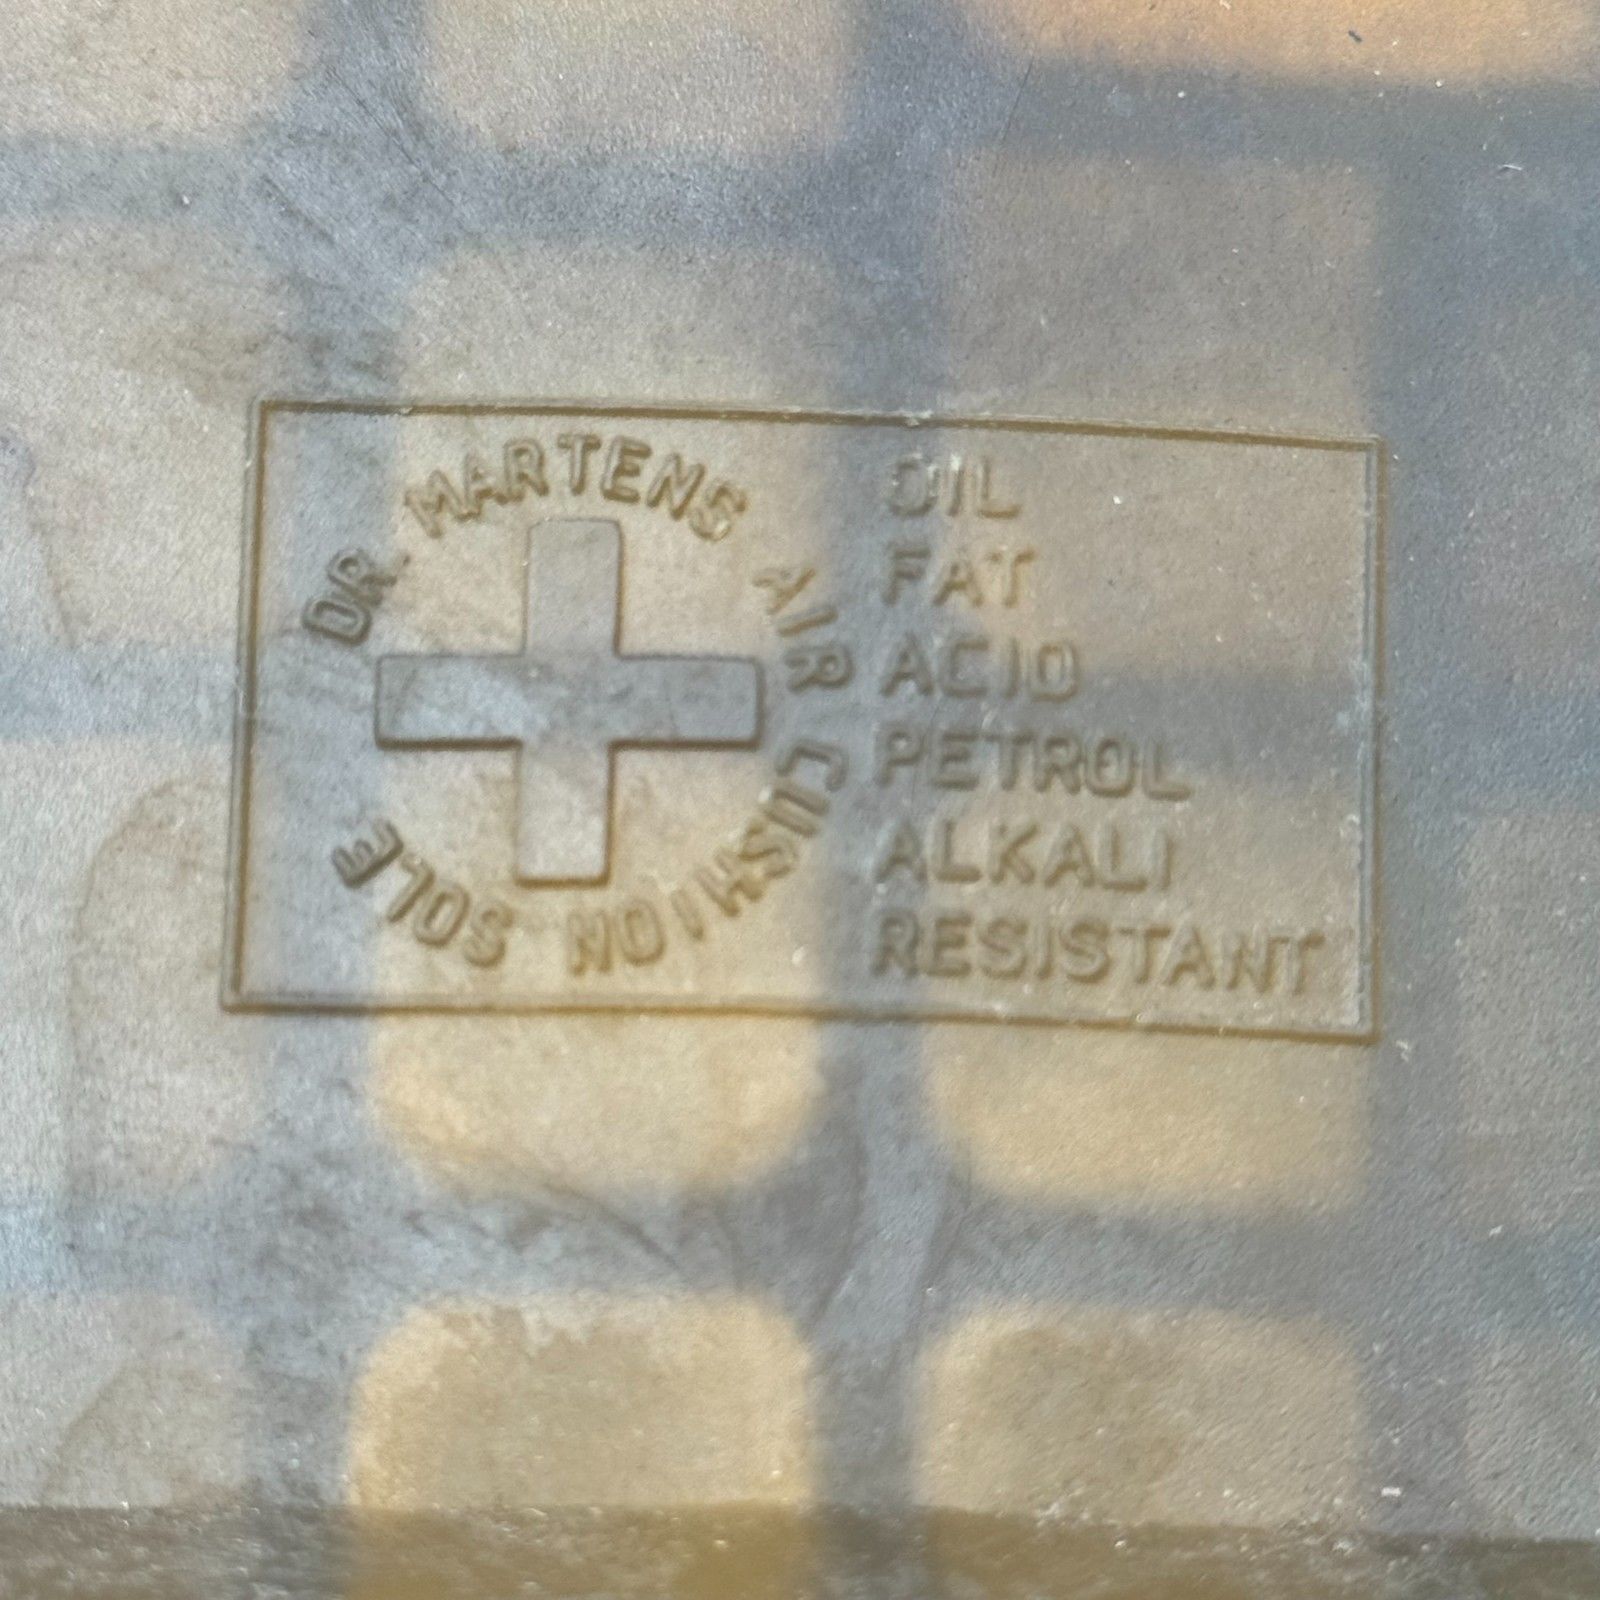 DR. MARTENS AIR CUSHION SOLE
OIL
FAT
ACID
PETROL
ALKALI
RESISTANT